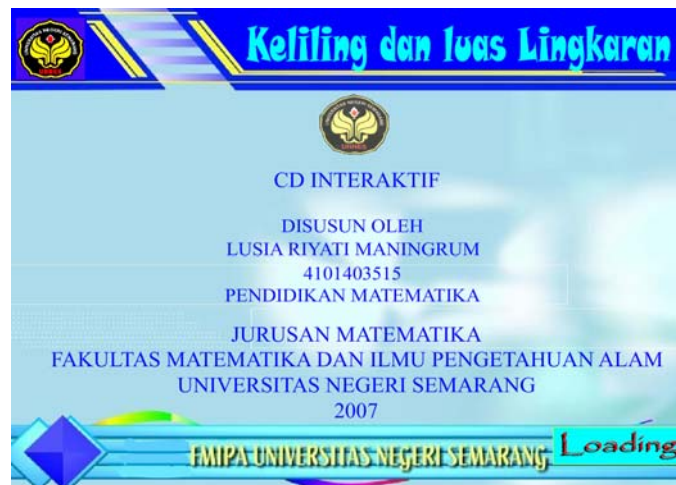 Keliling dan luas Lingkaran
CD INTERAKTIF
DISUSUN OLEH
LUSIA RIYATI MANINGRUM
4101403515
PENDIDIKAN MATEMATIKA
JURUSAN MATEMATIKA
FAKULTAS MATEMATIKA DAN ILMU PENGETAHUAN ALAM
UNIVERSITAS NEGERI SEMARANG
2007
FMIPA UNIVERSITAS NEGERI SEMARANG
Loading